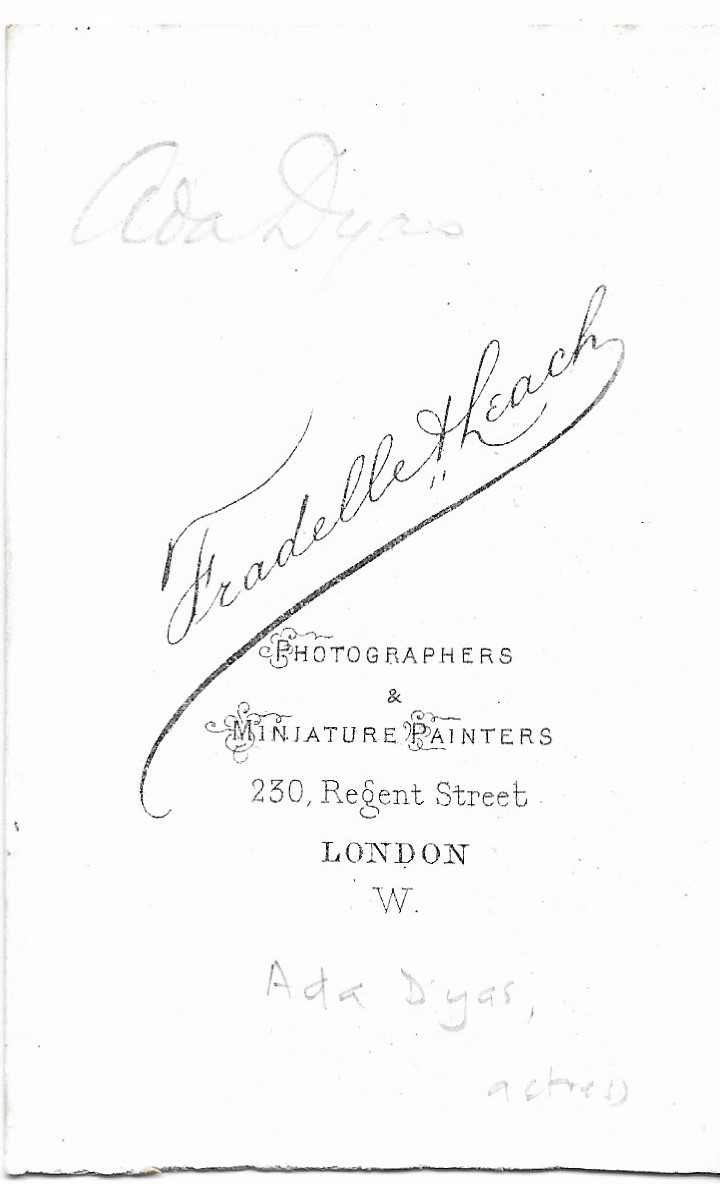 Ada Dyas
Fradelle & Leach
PHOTOGRAPHERS
&
MINIATURE PAINTERS
230, Regent Street
LONDON
W.
Ada Dyas,
actress